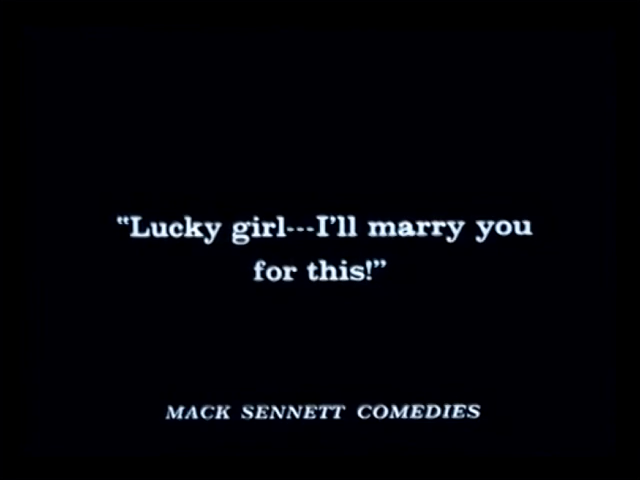 “Lucky girl---I'll marry you
for this!”
MACK SENNETT COMEDIES